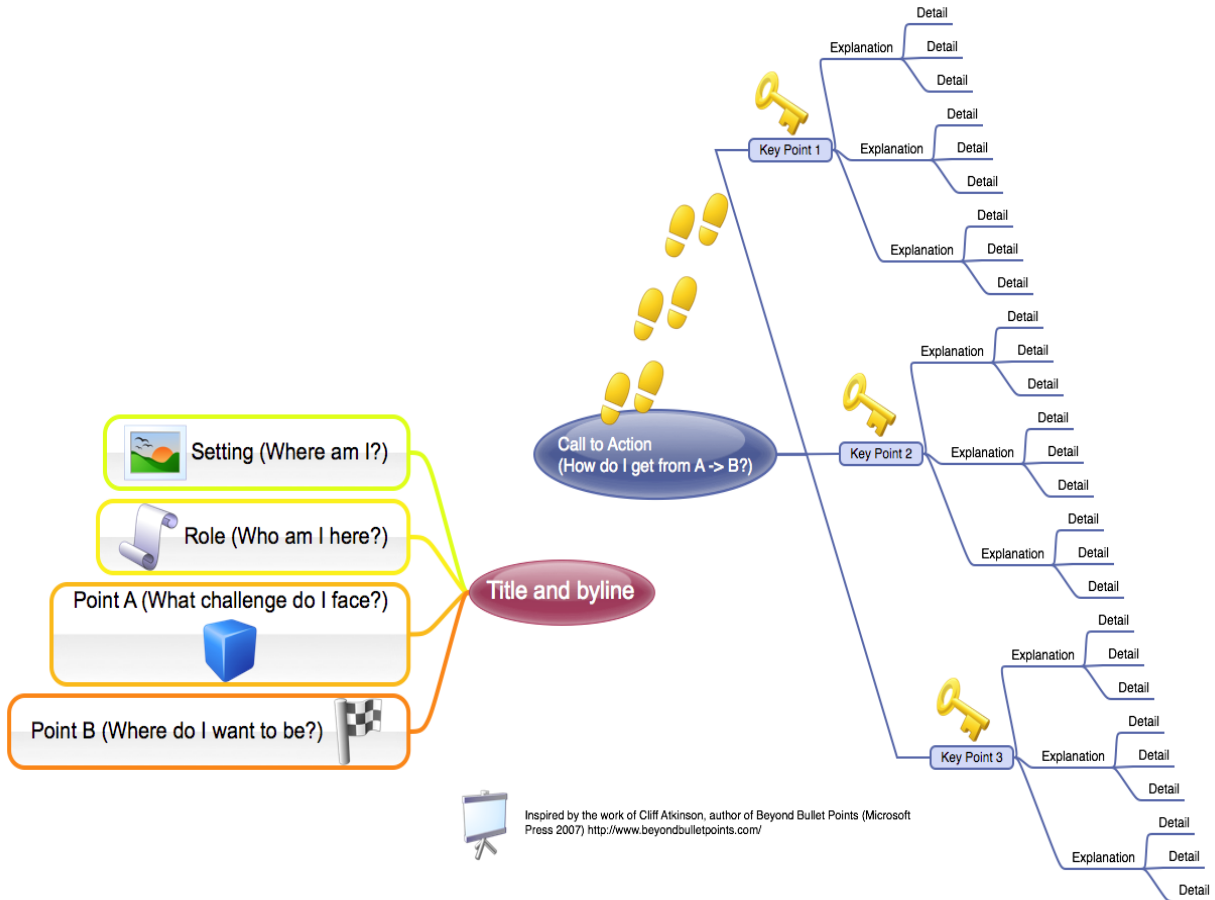 Setting (Where am I?)
Role (Who am I here?)
Point A (What challenge do I face?)
Point B (Where do I want to be?)
Title and byline
Call to Action
(How do I get from A -> B?)
Key Point 1
Explanation
Detail
Detail
Detail
Explanation
Detail
Detail
Detail
Explanation
Detail
Detail
Detail
Key Point 2
Explanation
Detail
Detail
Detail
Explanation
Detail
Detail
Detail
Explanation
Detail
Detail
Detail
Key Point 3
Explanation
Detail
Detail
Detail
Explanation
Detail
Detail
Detail
Explanation
Detail
Detail
Detail
Inspired by the work of Cliff Atkinson, author of Beyond Bullet Points (Microsoft
Press 2007) http://www.beyondbulletpoints.com/